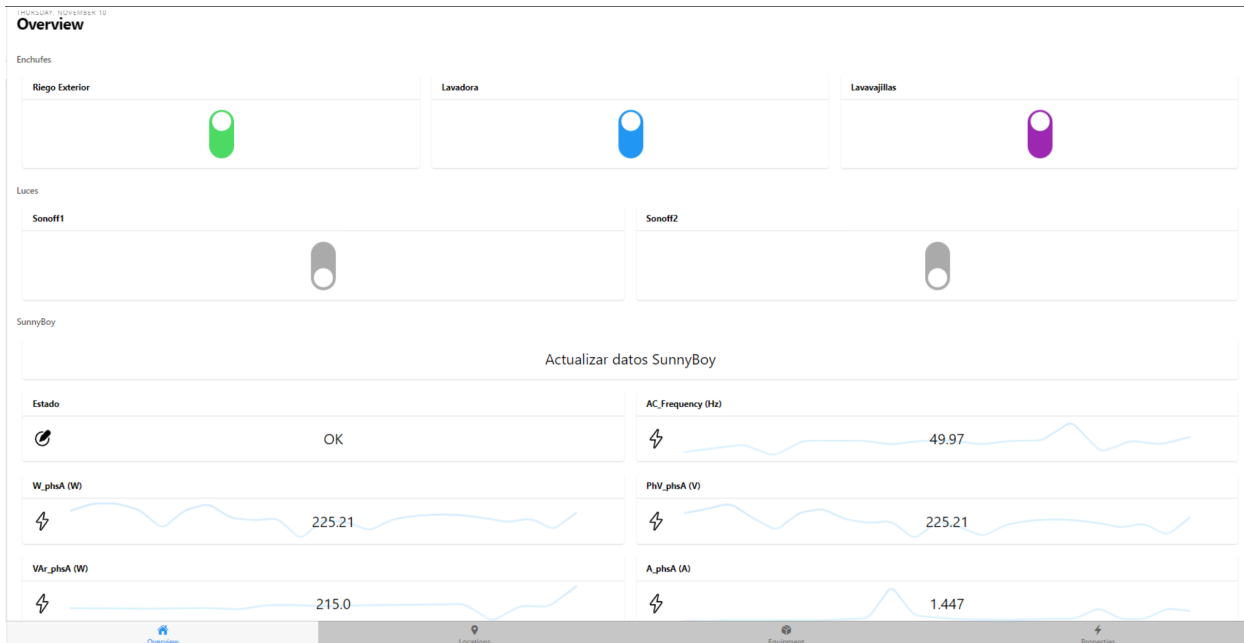 THURSDAY, NOVEMBER 10
Overview
Enchufes
Riego Exterior
Lavadora
Lavavajillas
Luces
Sonoff1
Sonoff2
SunnyBoy
Actualizar datos SunnyBoy
Estado
AC_Frequency (Hz)
OK
49.97
W_phsA (W)
PhV_phsA (V)
225.21
225.21
VAr_phsA (W)
A_phsA (A)
215.0
1.447
Overview
Locations
Equipment
Properties